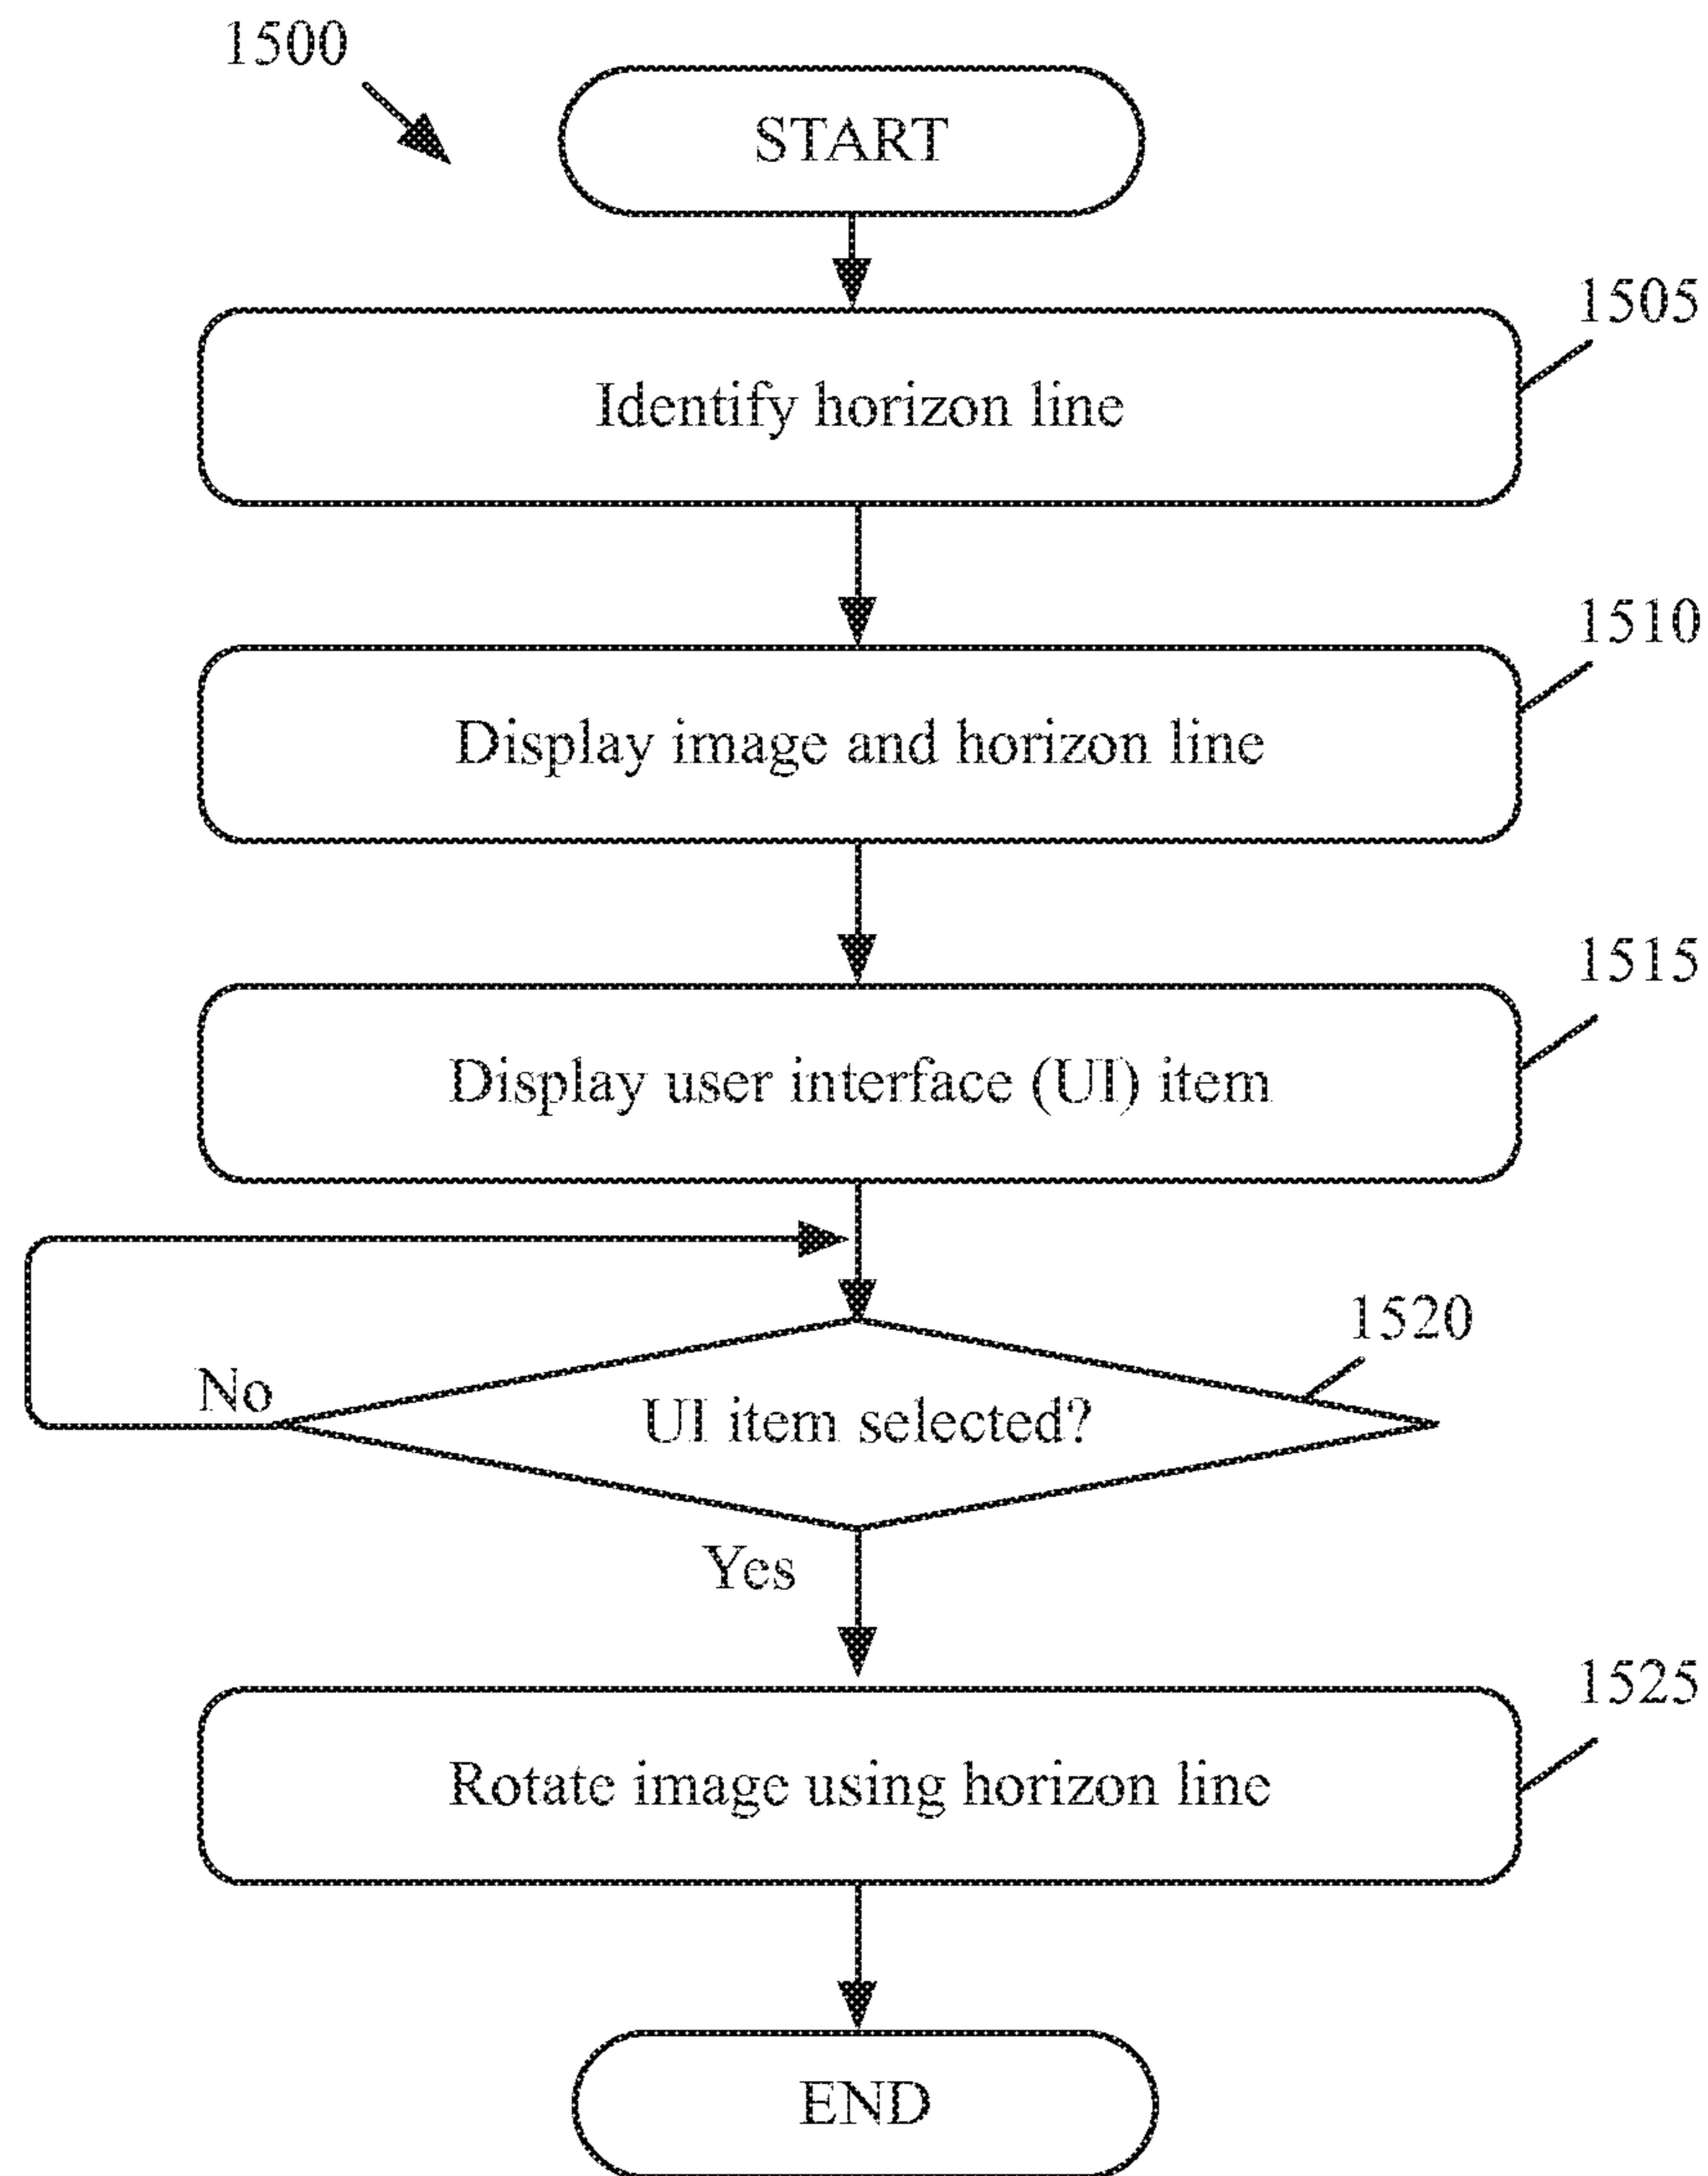 1500
START
1505
Identify horizon line
1510
Display image and horizon line
1515
Display user interface (UI) item
1520
No
UI item selected?
Yes
1525
Rotate image using horizon line
END